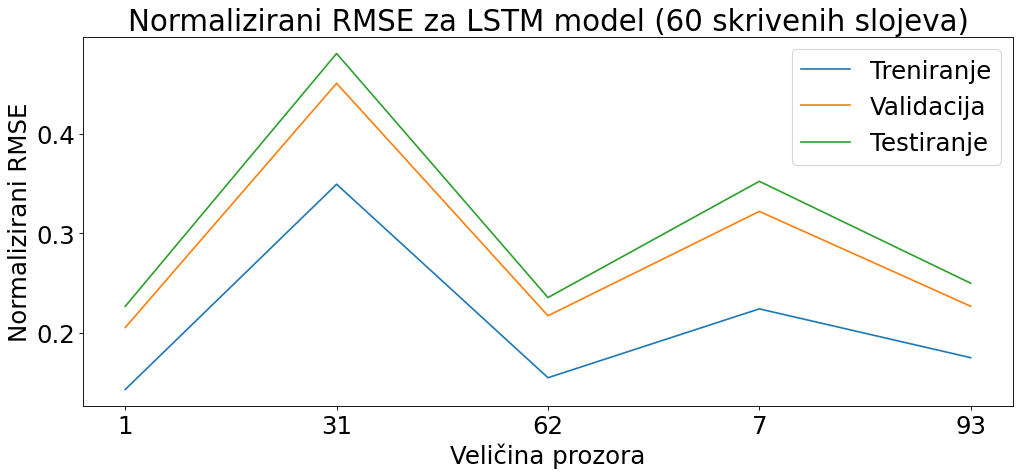 Normalizirani RMSE za LSTM model (60 skrivenih slojeva)
Normalizirani RMSE
0.4
0.3
0.2
Treniranje
Validacija
Testiranje
1 31 62 7 93
Veličina prozora